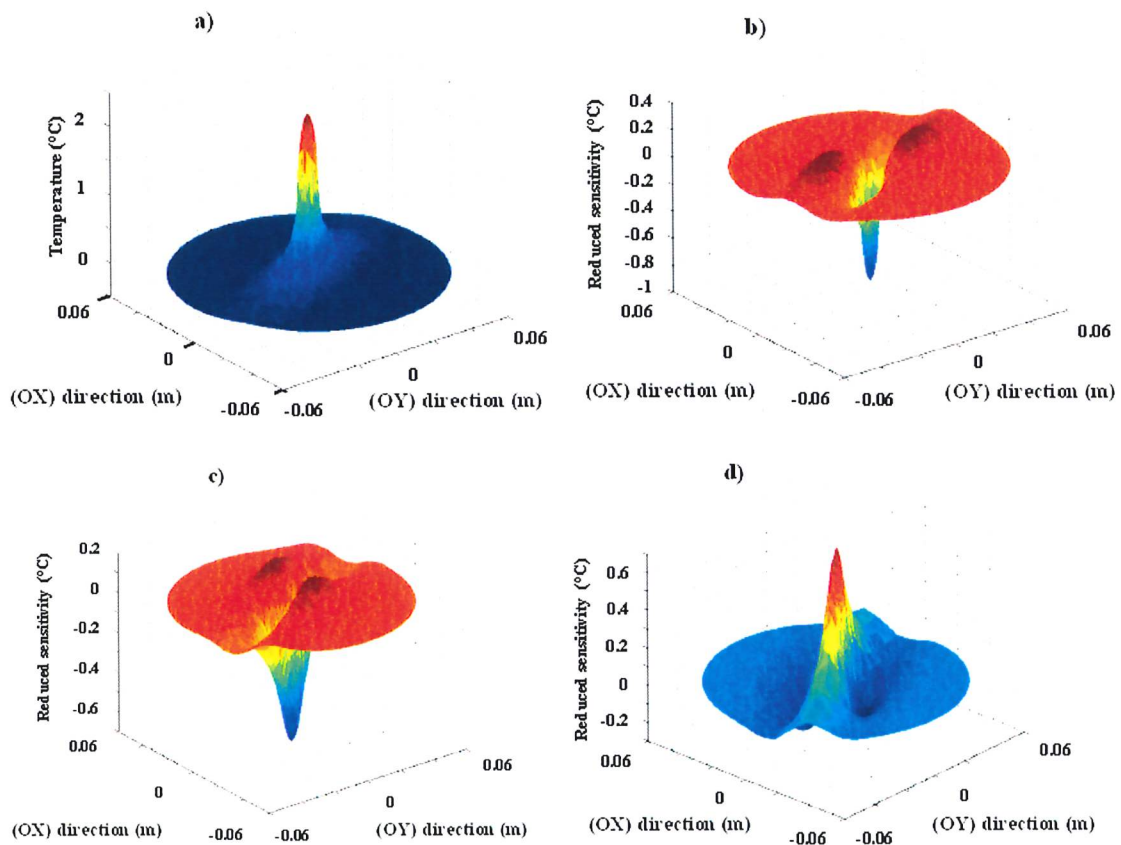 a)
Temperature (°C)
2
1
0
0.06
0
-0.06
-0.06
0
0.06
(OX) direction (m)
(OY) direction (m)
b)
Reduced sensitivity (°C)
0.4
0.2
0
-0.2
-0.4
-0.6
-0.8
-1
0.06
0
-0.06
-0.06
0
0.06
(OX) direction (m)
(OY) direction (m)
c)
Reduced sensitivity (°C)
0.2
0
-0.2
-0.4
-0.6
0.06
0
-0.06
-0.06
0
0.06
(OX) direction (m)
(OY) direction (m)
d)
Reduced sensitivity (°C)
0.6
0.4
0.2
0
-0.2
0.06
0
-0.06
-0.06
0
0.06
(OX) direction (m)
(OY) direction (m)